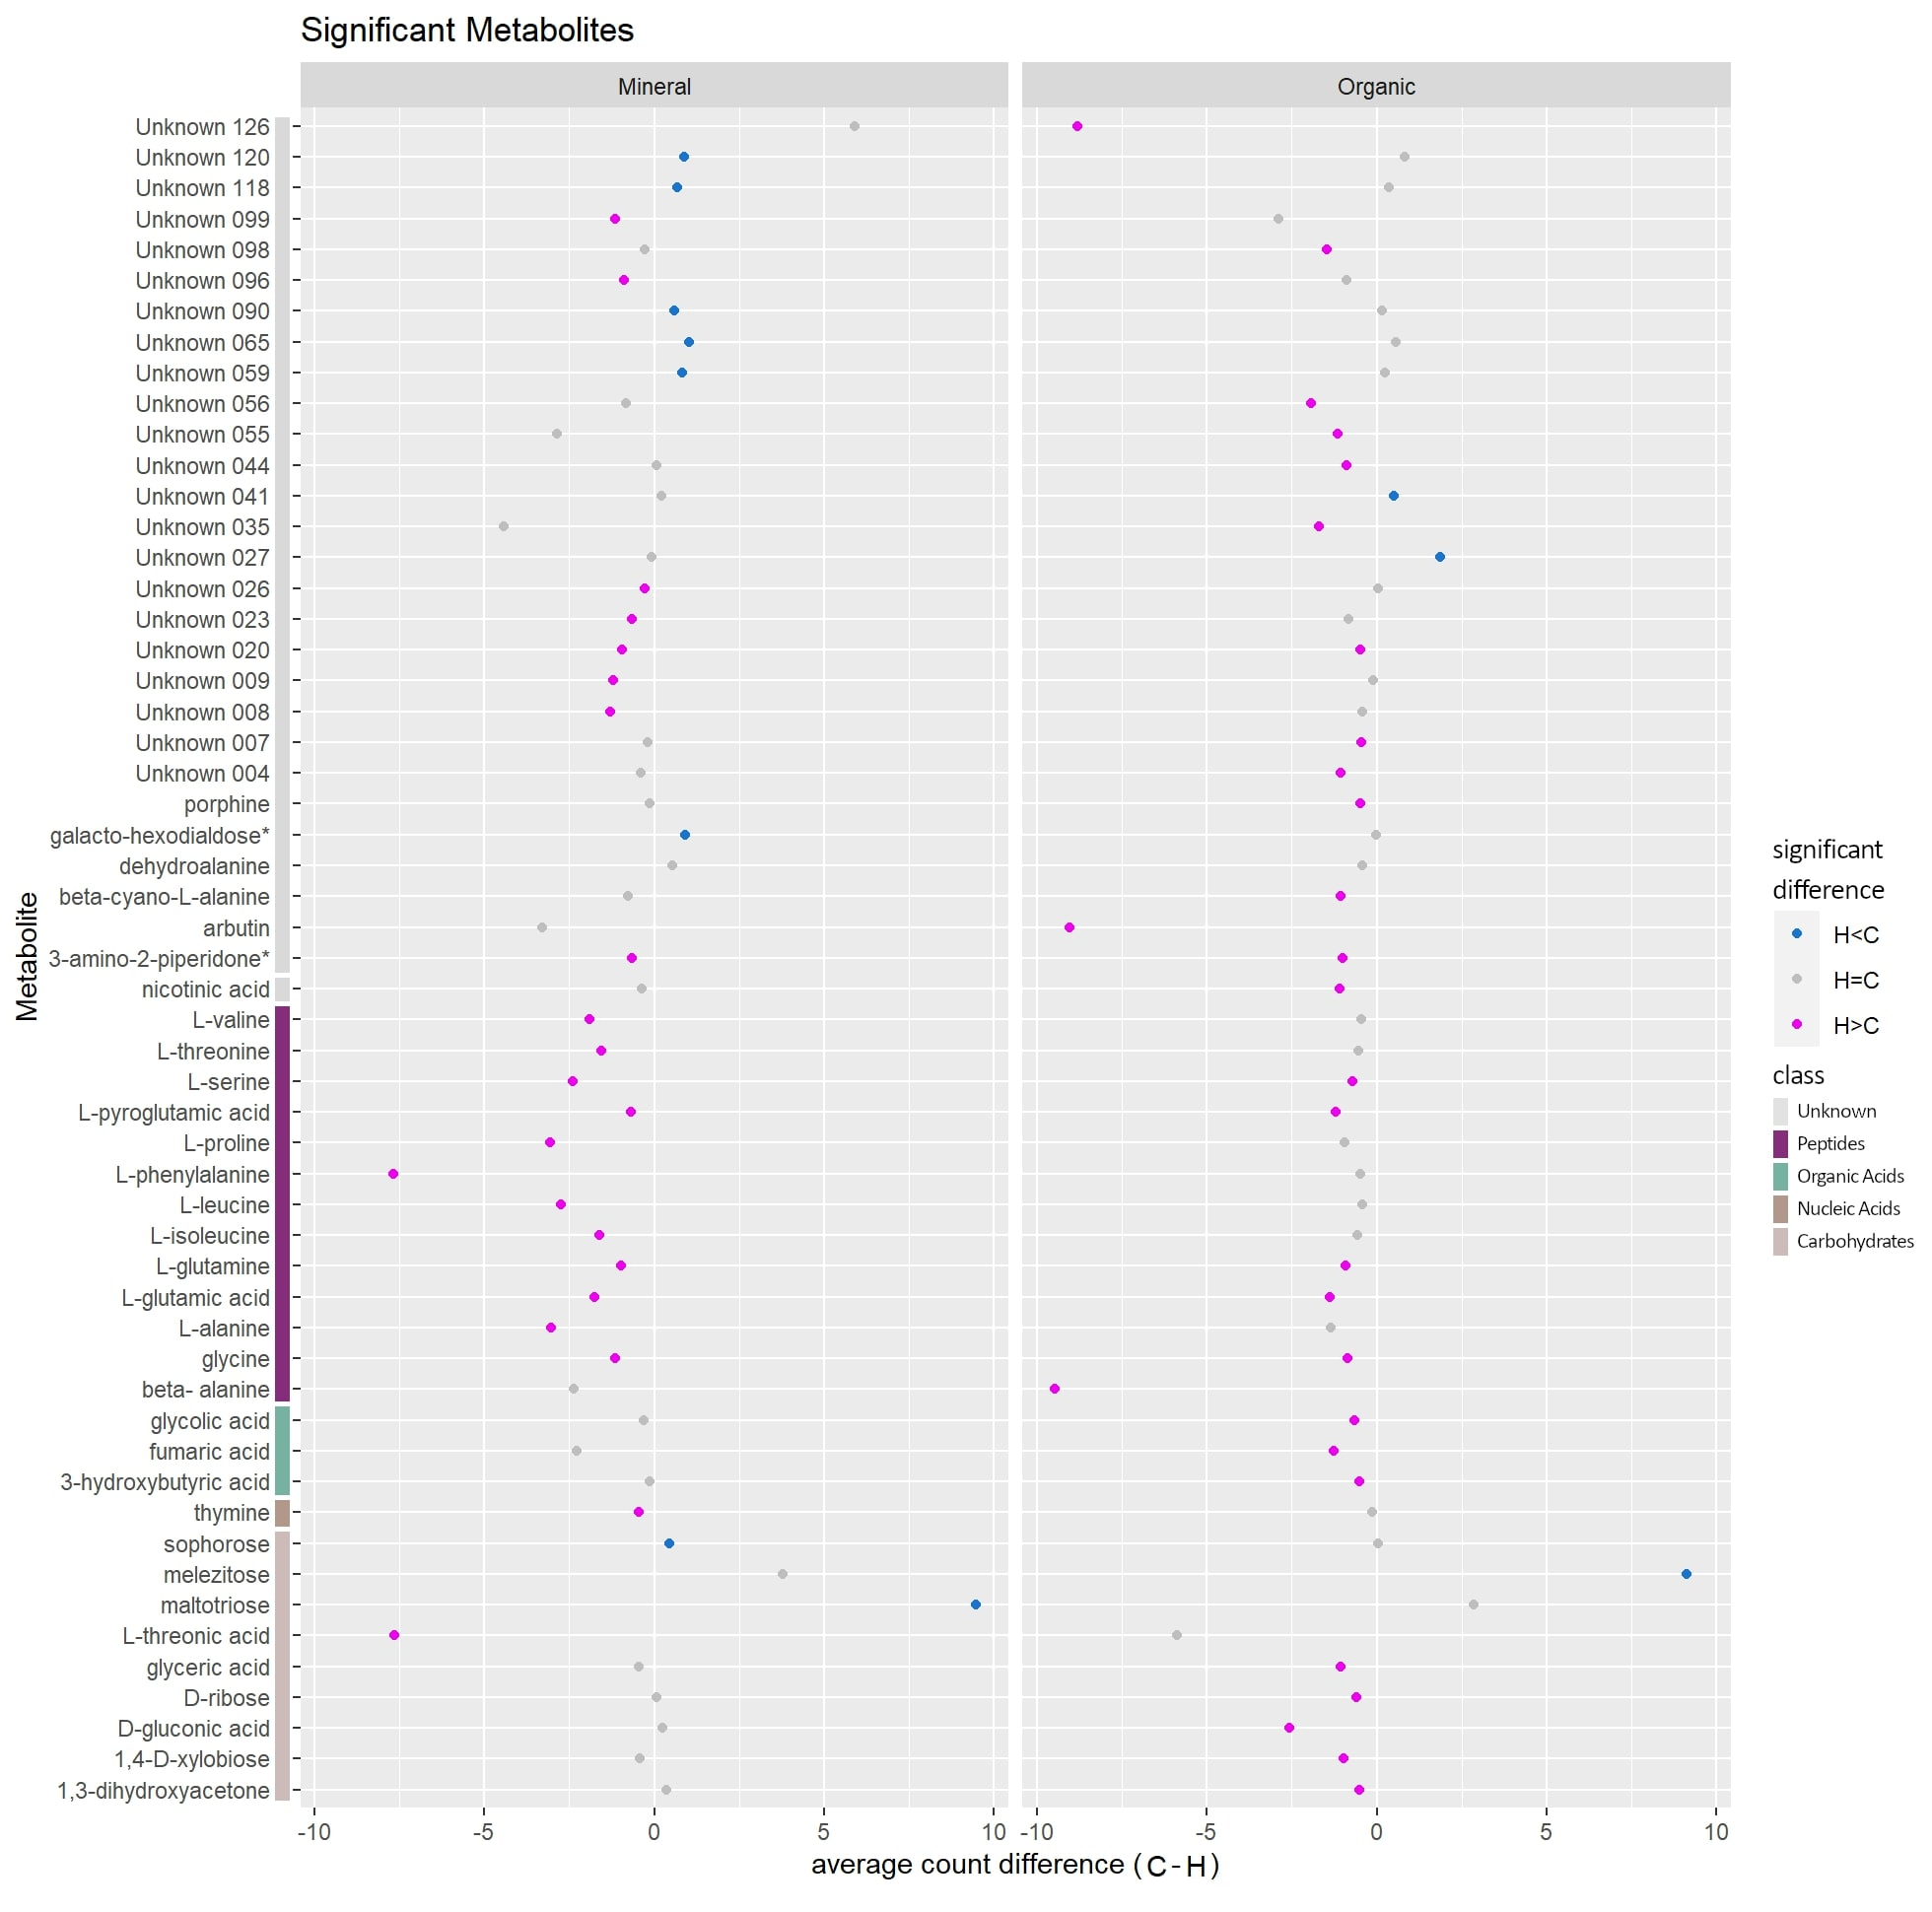 Significant Metabolites
Mineral
Organic
Unknown 126
Unknown 120
Unknown 118
Unknown 099
Unknown 098
Unknown 096
Unknown 090
Unknown 065
Unknown 059
Unknown 056
Unknown 055
Unknown 044
Unknown 041
Unknown 035
Unknown 027
Unknown 026
Unknown 023
Unknown 020
Unknown 009
Unknown 008
Unknown 007
Unknown 004
porphine
galacto-hexodialdose*
dehydroalanine
beta-cyano-L-alanine
arbutin
3-amino-2-piperidone*
nicotinic acid
L-valine
L-threonine
L-serine
L-pyroglutamic acid
L-proline
L-phenylalanine
L-leucine
L-isoleucine
L-glutamine
L-glutamic acid
L-alanine
glycine
beta- alanine
glycolic acid
fumaric acid
3-hydroxybutyric acid
thymine
sophorose
melezitose
maltotriose
L-threonic acid
glyceric acid
D-ribose
D-gluconic acid
1,4-D-xylobiose
1,3-dihydroxyacetone
Metabolite
-10 -5 0 5 10
-10 -5 0 5 10
average count difference (C-H)
significant
difference
H<C
H=C
H>C
class
Unknown
Peptides
Organic Acids
Nucleic Acids
Carbohydrates